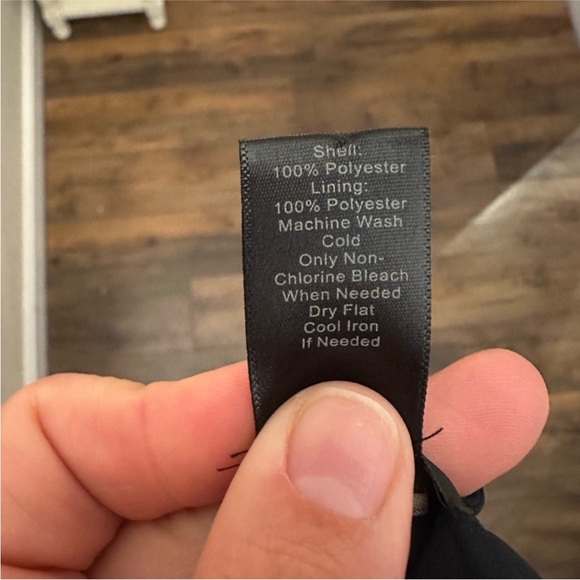 Shell:
100% Polyester
Lining:
100% Polyester
Machine Wash
Cold
Only Non-
Chlorine Bleach
When Needed
Dry Flat
Cool Iron
If Needed